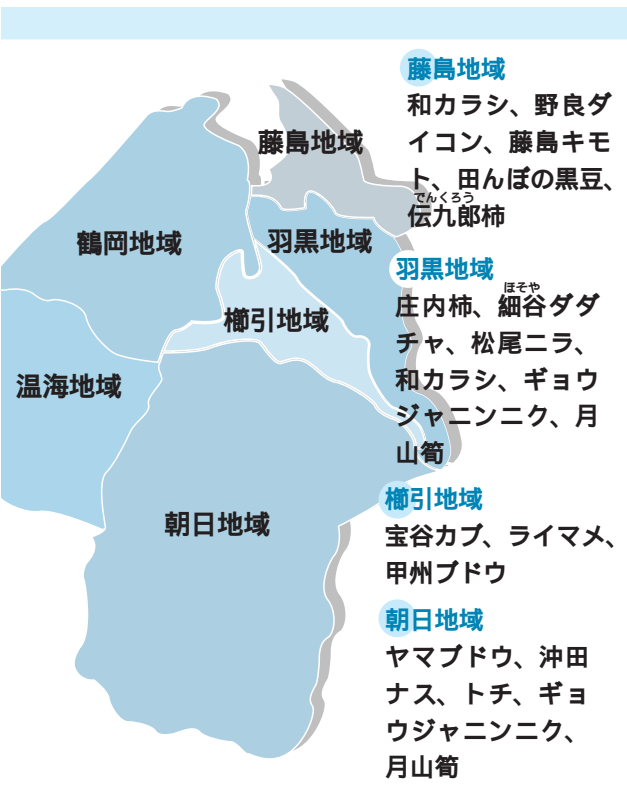 藤島地域
鶴岡地域
羽黒地域
櫛引地域
温海地域
朝日地域
藤島地域
和カラシ、野良ダ
イコン、藤島キモ
ト、田んぼの黒豆、
でんくろう
伝九郎柿
羽黒地域
ほそや
庄内柿、細谷ダダ
チャ、松尾ニラ、
和カラシ、ギョウ
ジャニンニク、月
山筍
櫛引地域
宝谷カブ、ライマメ、
甲州ブドウ
朝日地域
ヤマブドウ、沖田
ナス、トチ、ギョ
ウジャニンニク、
月山筍